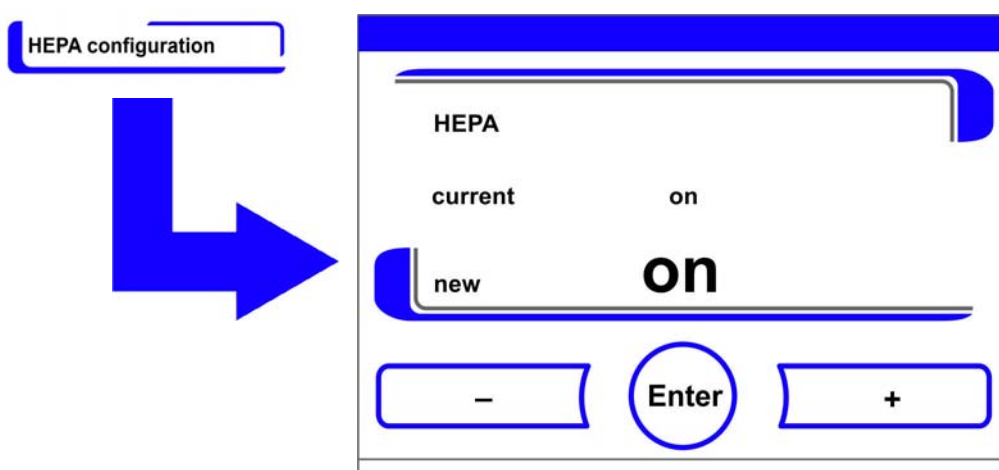 HEPA configuration
HEPA
current on
new on
– Enter +